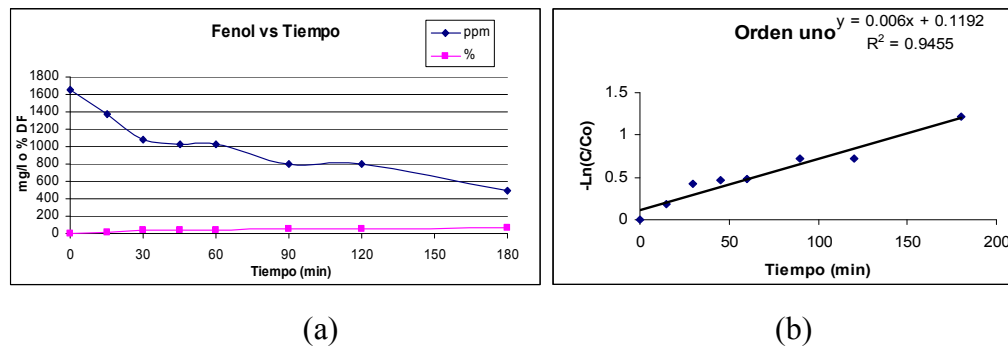 Fenol vs Tiempo
ppm
%
mg/l o % DF
1800
1600
1400
1200
1000
800
600
400
200
0
0 30 60 90 120 150 180
Tiempo (min)
(a)
Orden uno
y = 0.006x + 0.1192
R² = 0.9455
-Ln(C/Co)
1.5
1
0.5
0
0 50 100 150 200
Tiempo (min)
(b)